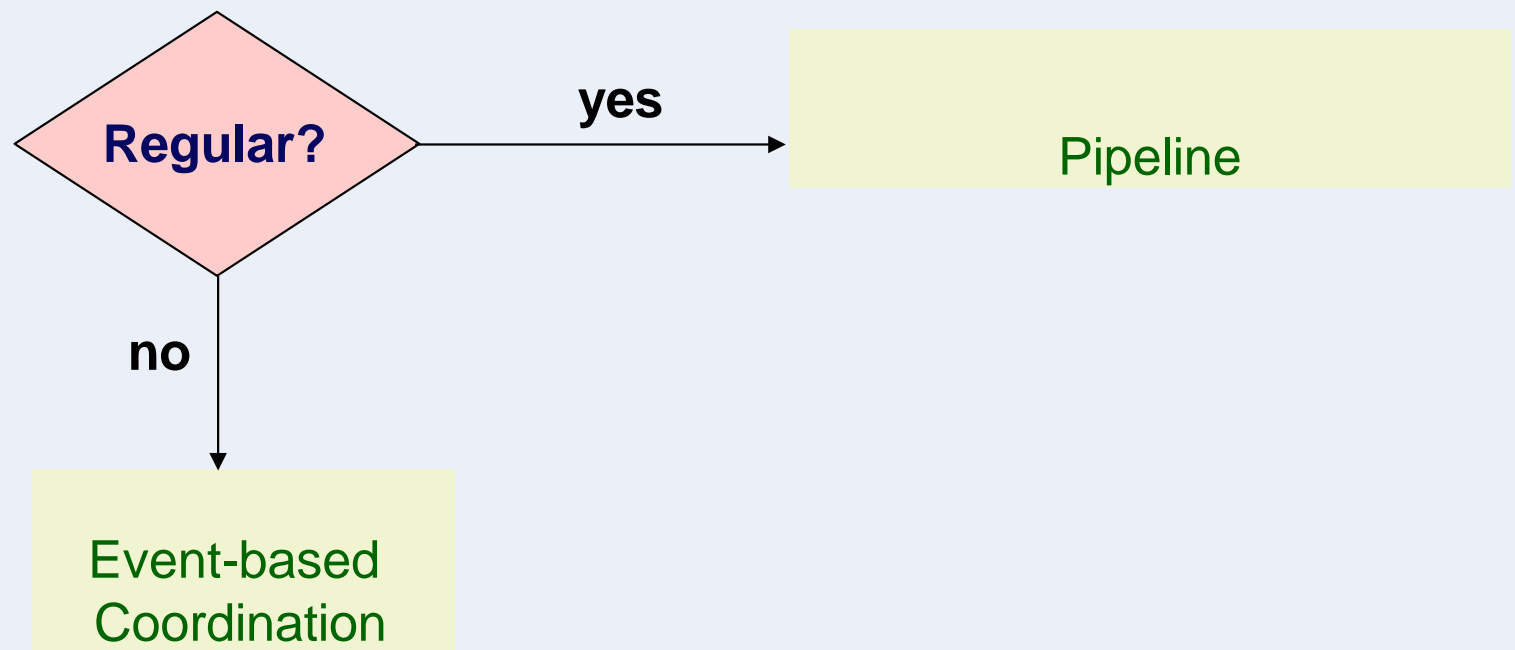 yes
Regular?
Pipeline
no
Event-based
Coordination